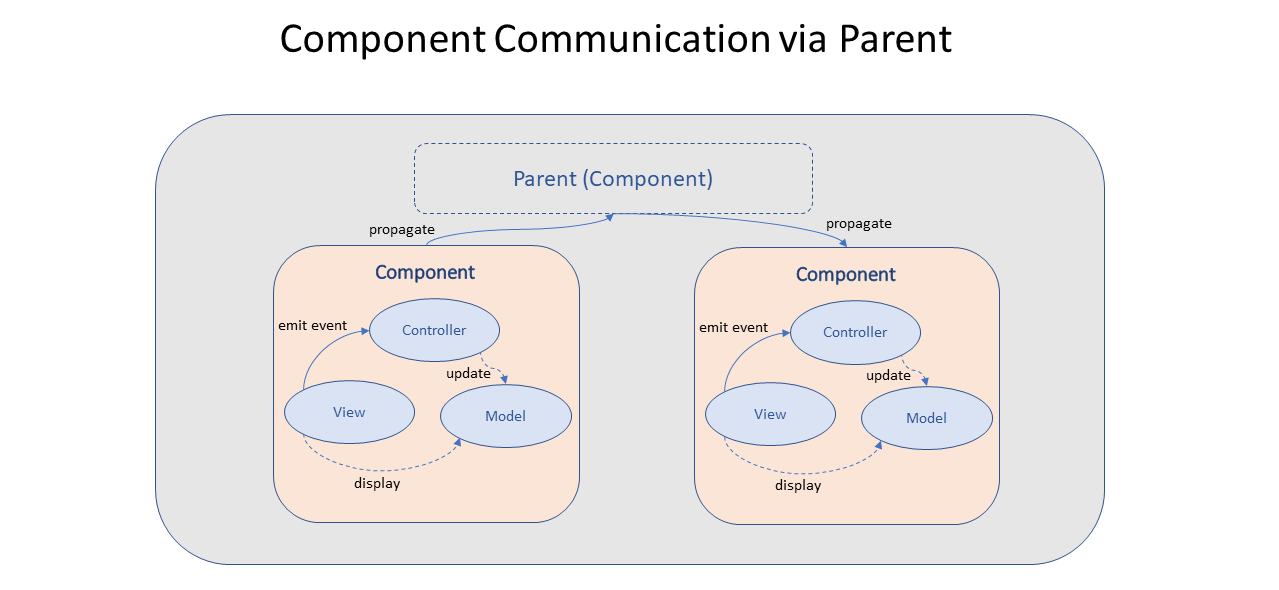 Component Communication via Parent
Parent (Component)
propagate
propagate
Component
emit event
Controller
update
View
Model
display
Component
emit event
Controller
update
View
Model
display